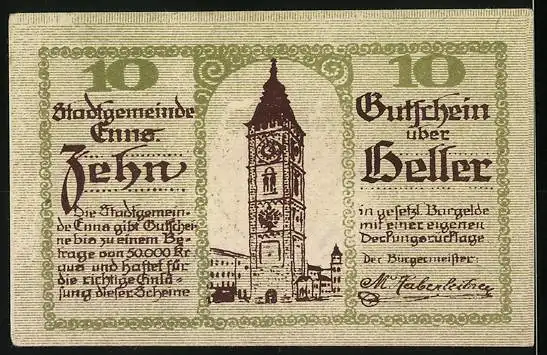 10
Stadtgemeinde
Enns.
Zehn
Die Stadtgemein-
de Enns gibt Gutschei-
ne bis zu einem Be-
trage von 50.000 Kr
aus und haftet für
die richtige Einlö-
sung dieser Scheine
10
Gutschein
über
Heller
in gesetzl. Bargelde
mit einer eigenen
Deckungsrücklage
Der Bürgermeister: